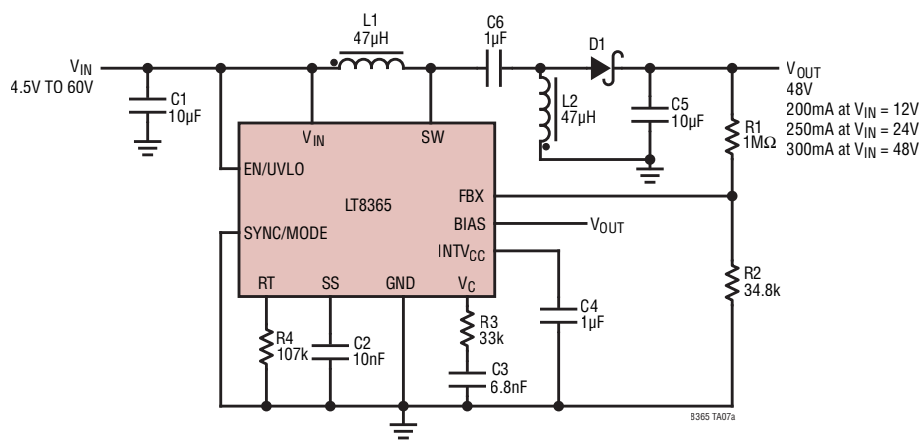 L1
47µH
C6
1µF
D1
V_IN
4.5V TO 60V
C1
10µF
L2
47µH
C5
10µF
V_OUT
48V
200mA at V_IN = 12V
250mA at V_IN = 24V
300mA at V_IN = 48V
R1
1MΩ
V_IN
SW
EN/UVLO
LT8365
FBX
SYNC/MODE
BIAS
V_OUT
INTV_CC
RT
SS
GND
V_C
R2
34.8k
R4
107k
C2
10nF
R3
33k
C4
1µF
C3
6.8nF
8365 TA07a